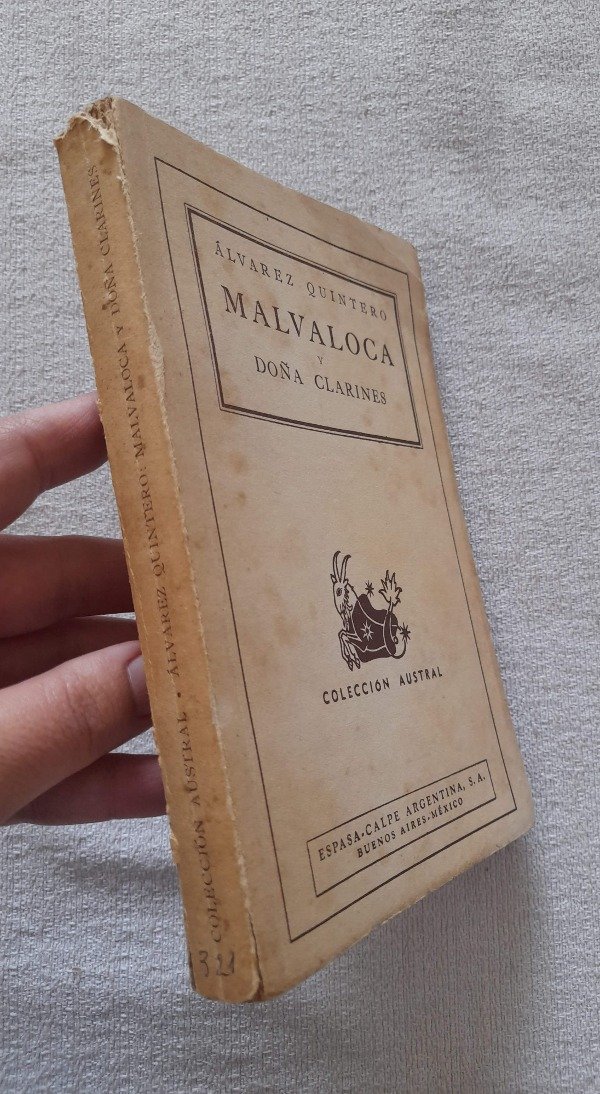 ÁLVAREZ QUINTERO
MALVALOCA
Y
DOÑA CLARINES
COLECCIÓN AUSTRAL
ESPASA-CALPE ARGENTINA, S. A.
BUENOS AIRES-MÉXICO
COLECCIÓN AUSTRAL • ÁLVAREZ QUINTERO: MALVALOCA Y DOÑA CLARINES
321